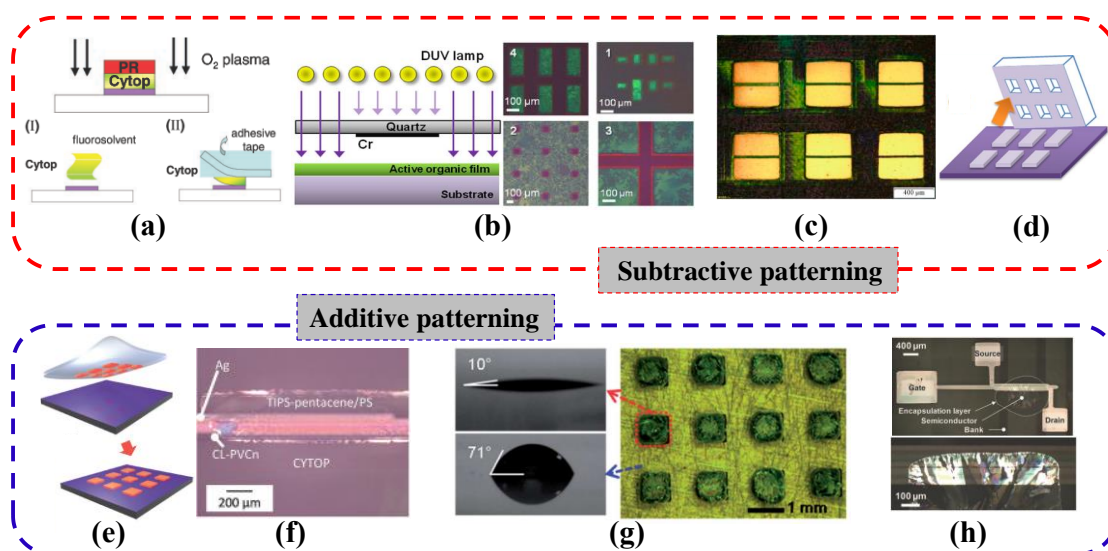 PR
Cytop
O₂ plasma
(I)
(II)
fluorosolvent
adhesive
tape
Cytop
Cytop
(a)
DUV lamp
Quartz
Cr
Active organic film
Substrate
4
100 µm
1
100 µm
2
100 µm
3
100 µm
(b)
400 µm
(c)
(d)
Subtractive patterning
Additive patterning
(e)
Ag
TIPS-pentacene/PS
CL-PVCn
CYTOP
200 µm
(f)
10°
71°
1 mm
(g)
400 µm
Source
Gate
Encapsulation layer
Semiconductor
Bank
Drain
100 µm
(h)